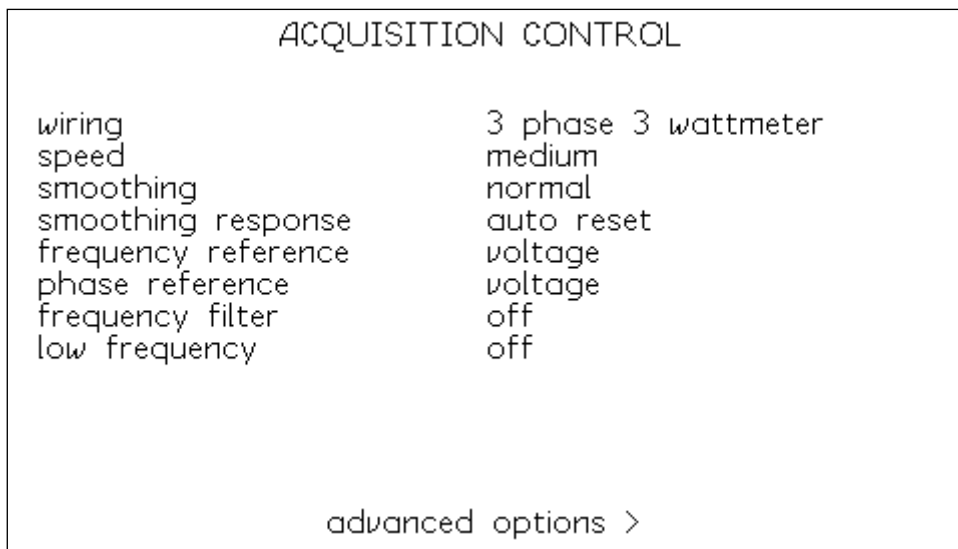 ACQUISITION CONTROL
wiring 3 phase 3 wattmeter
speed medium
smoothing normal
smoothing response auto reset
frequency reference voltage
phase reference voltage
frequency filter off
low frequency off
advanced options >